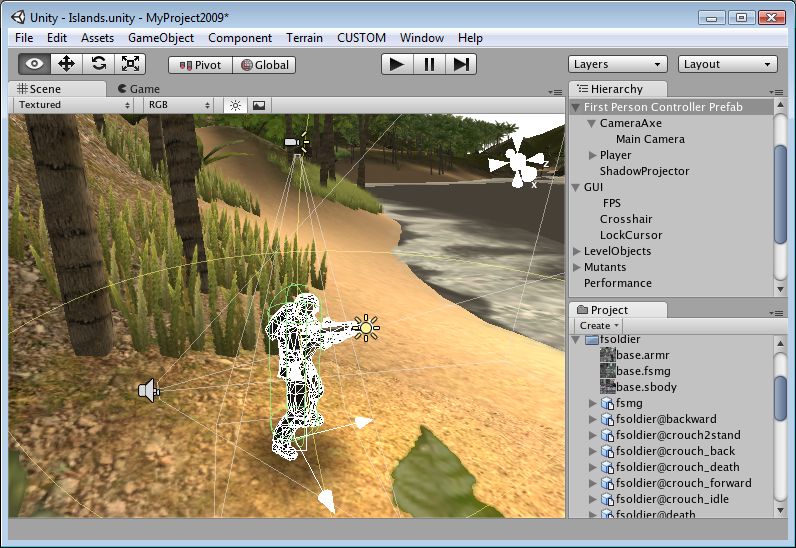 Unity - Islands.unity - MyProject2009*
File Edit Assets GameObject Component Terrain CUSTOM Window Help
Pivot Global Layers Layout
Scene Game
Textured RGB
z
x
Hierarchy
First Person Controller Prefab
CameraAxe
Main Camera
Player
ShadowProjector
GUI
FPS
Crosshair
LockCursor
LevelObjects
Mutants
Performance
Project
Create
fsoldier
base.armr
base.fsmg
base.sbody
fsmg
fsoldier@backward
fsoldier@crouch2stand
fsoldier@crouch_back
fsoldier@crouch_death
fsoldier@crouch_forward
fsoldier@crouch_idle
fsoldier@death